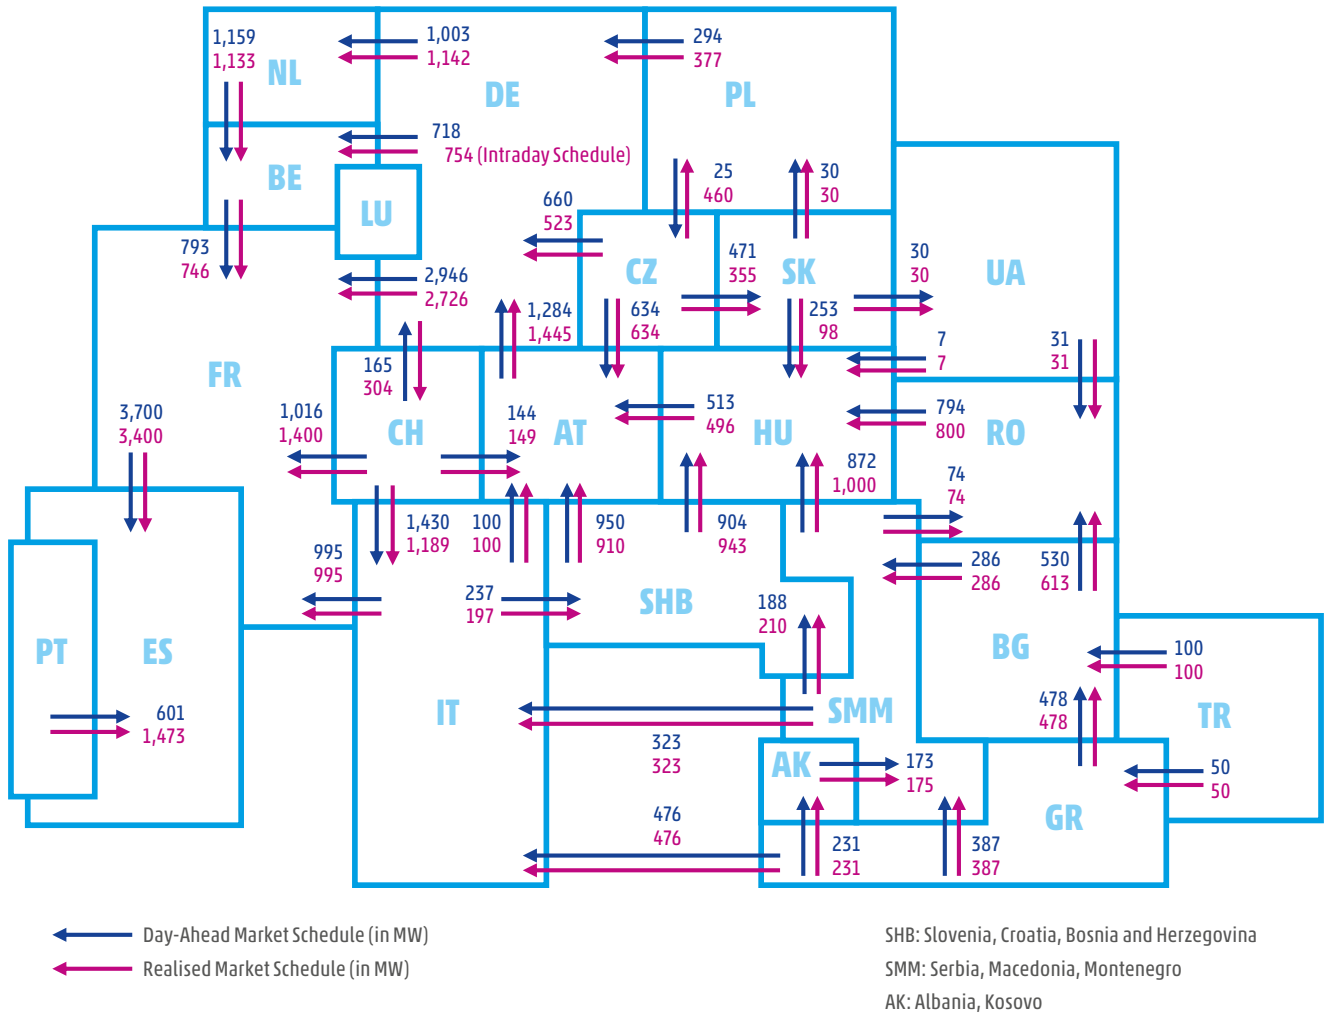 1,159
1,133
NL
1,003
1,142
DE
294
377
PL
718
754 (Intraday Schedule)
BE
LU
25
460
30
30
660
523
793
746
CZ
471
355
SK
30
30
UA
2,946
2,726
1,284
1,445
634
634
253
98
7
7
31
31
FR
165
304
3,700
3,400
1,016
1,400
CH
144
149
AT
513
496
HU
794
800
RO
872
1,000
74
74
1,430
1,189
100
100
950
910
904
943
995
995
286
286
530
613
237
197
SHB
188
210
PT
ES
BG
100
100
601
1,473
IT
SMM
478
478
TR
323
323
AK
173
175
50
50
476
476
231
231
387
387
GR
Day-Ahead Market Schedule (in MW)
Realised Market Schedule (in MW)
SHB: Slovenia, Croatia, Bosnia and Herzegovina
SMM: Serbia, Macedonia, Montenegro
AK: Albania, Kosovo